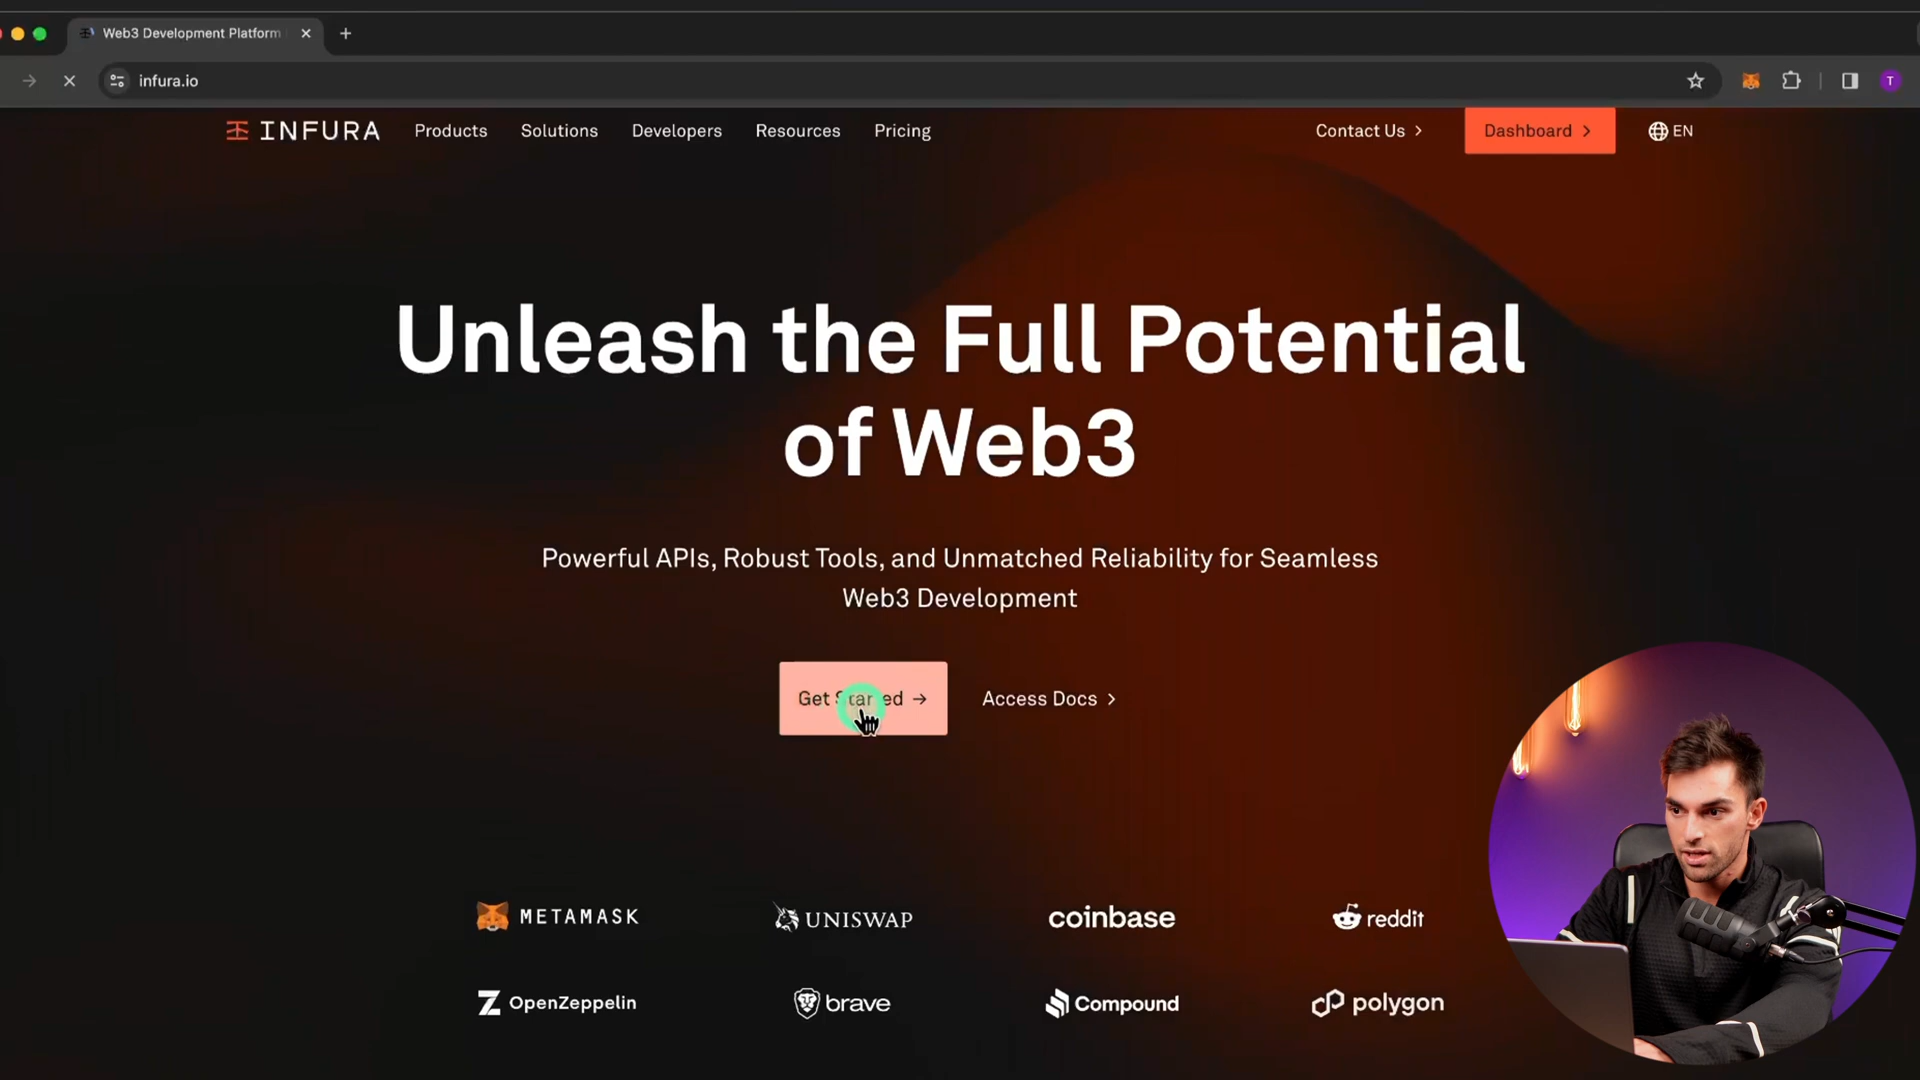 Web3 Development Platform
infura.io
T
INFURA
Products
Solutions
Developers
Resources
Pricing
Contact Us
Dashboard
EN
Unleash the Full Potential
of Web3
Powerful APIs, Robust Tools, and Unmatched Reliability for Seamless
Web3 Development
Get Started
Access Docs
METAMASK
UNISWAP
coinbase
reddit
OpenZeppelin
brave
Compound
polygon